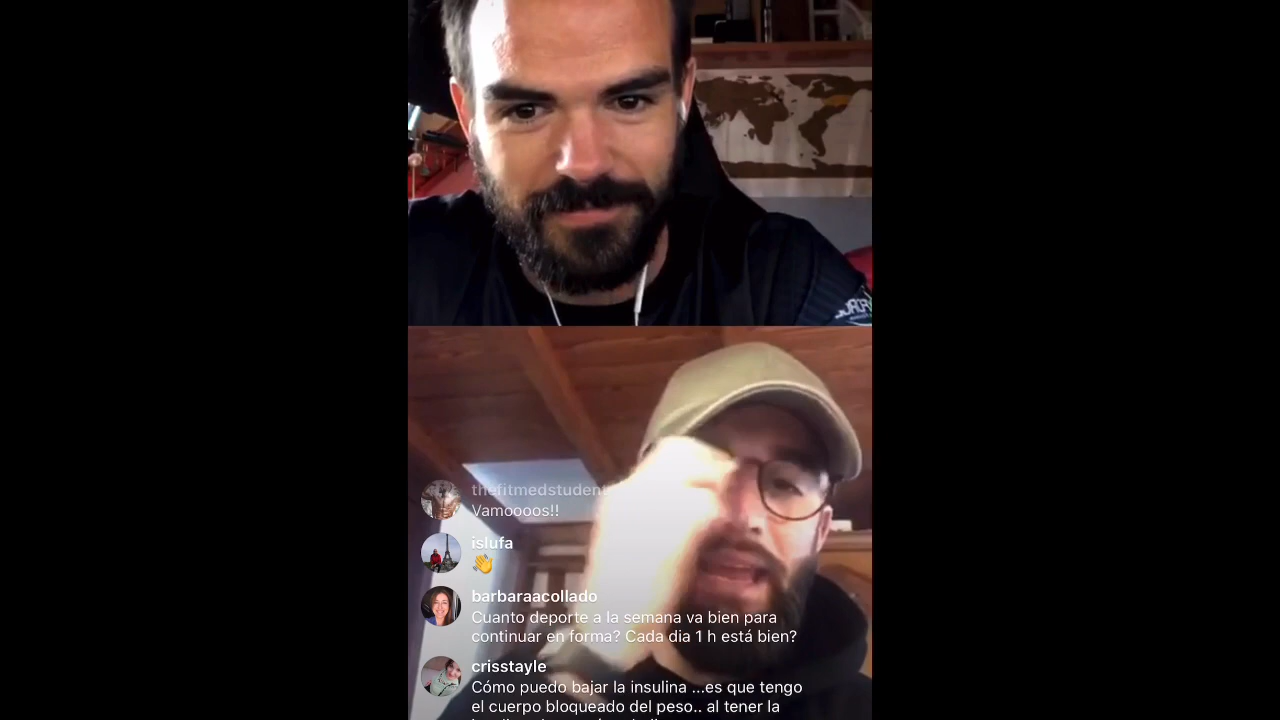 thefitmedstudent
Vamoooos!!
islufa
👋
barbaraacollado
Cuanto deporte a la semana va bien para
continuar en forma? Cada dia 1 h está bien?
crisstayle
Cómo puedo bajar la insulina ...es que tengo
el cuerpo bloqueado del peso.. al tener la